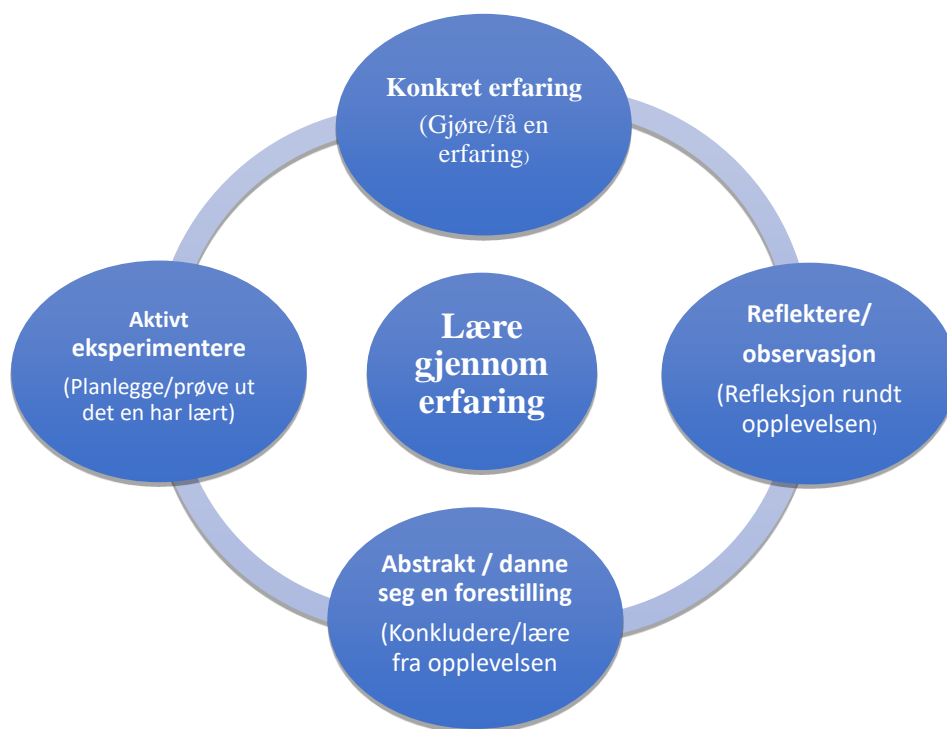 Konkret erfaring
(Gjøre/få en
erfaring)
Aktivt
eksperimentere
(Planlegge/prøve ut
det en har lært)
Lære
gjennom
erfaring
Reflektere/
observasjon
(Refleksjon rundt
opplevelsen)
Abstrakt / danne
seg en forestilling
(Konkludere/lære
fra opplevelsen